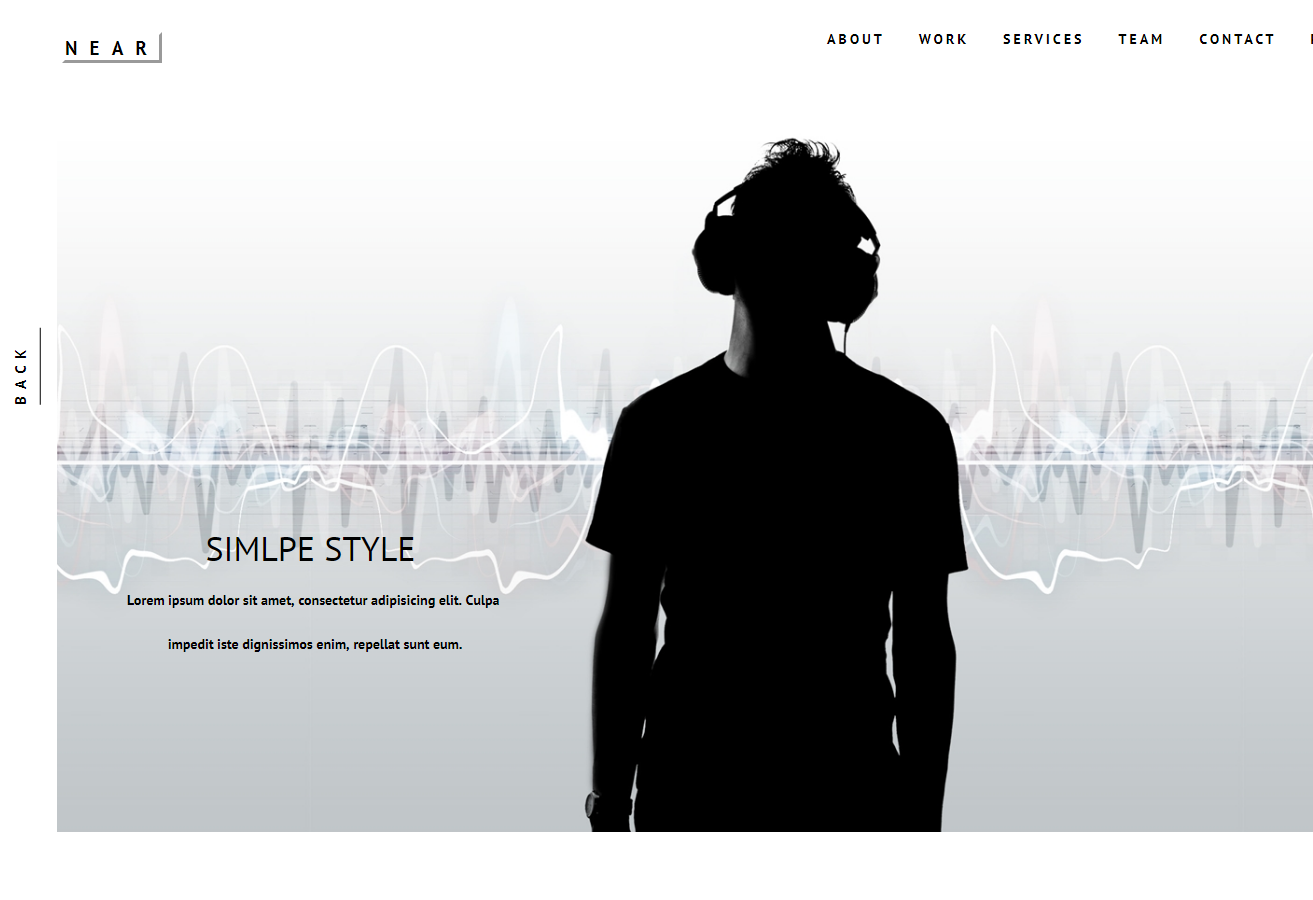 NEAR
ABOUT WORK SERVICES TEAM CONTACT
BACK
SIMLPE STYLE
Lorem ipsum dolor sit amet, consectetur adipisicing elit. Culpa
impedit iste dignissimos enim, repellat sunt eum.